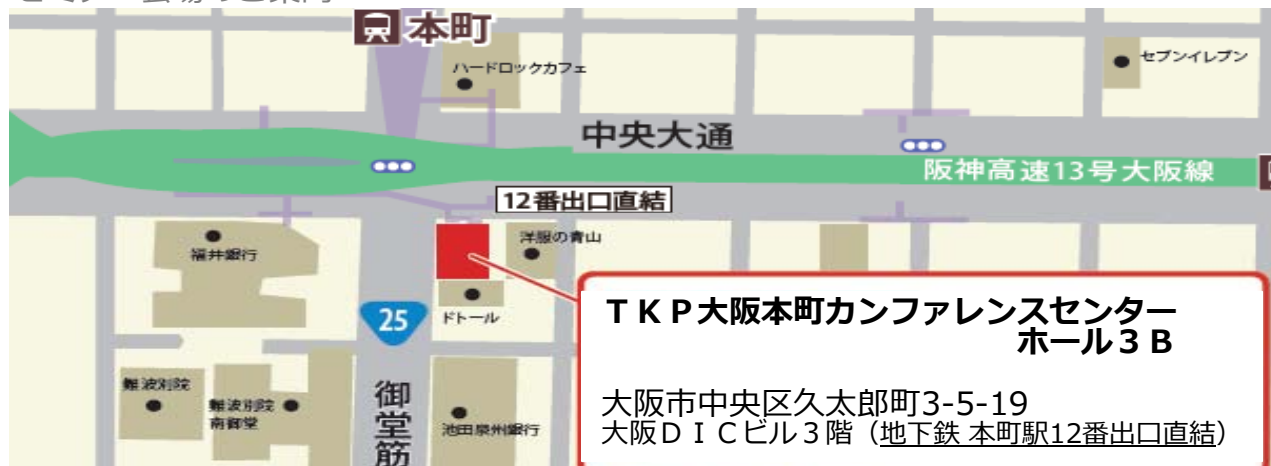 本町
ハードロックカフェ
セブンイレブン
中央大通
阪神高速13号大阪線
12番出口直結
福井銀行
洋服の青山
ドトール
25
御堂筋
難波別院
難波別院
南御堂
池田泉州銀行
ＴＫＰ大阪本町カンファレンスセンター
ホール３Ｂ
大阪市中央区久太郎町3-5-19
大阪ＤＩＣビル３階（地下鉄 本町駅12番出口直結）